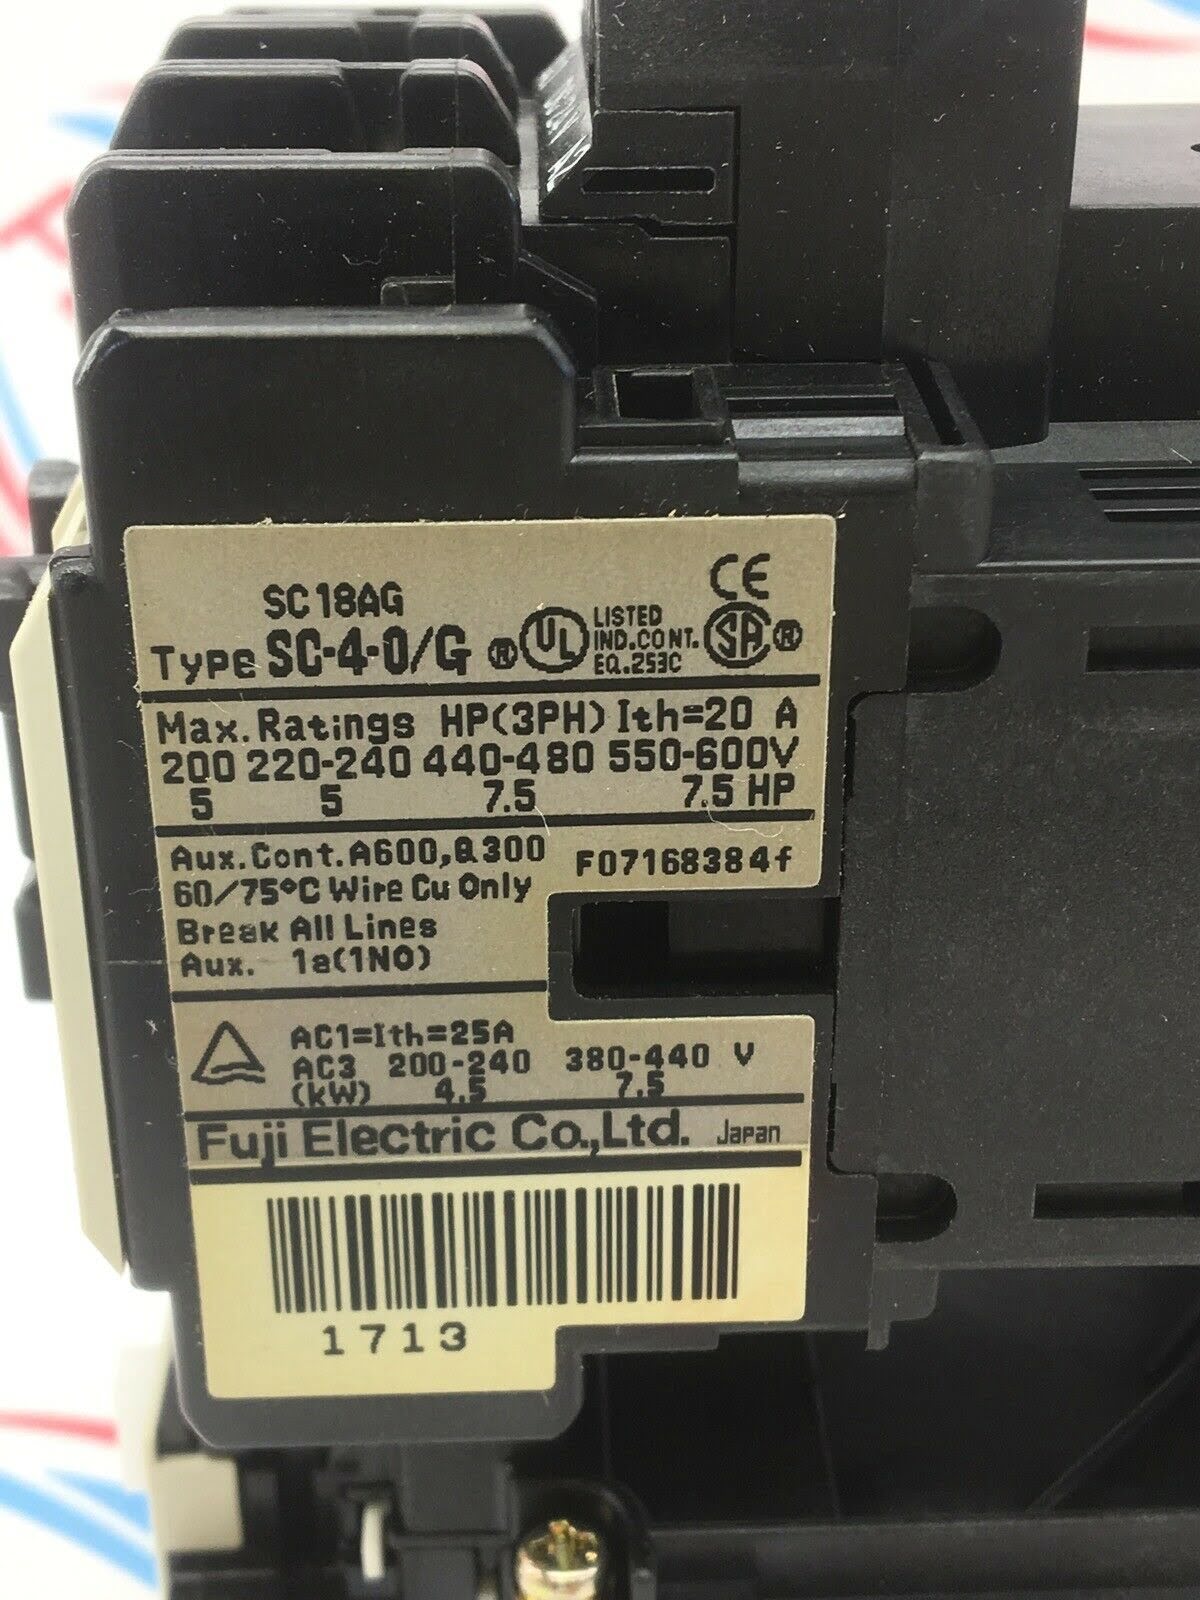 CE
SC18AG
Type SC-4-0/G ® UL LISTED IND.CONT. EQ.253C SA ®
Max. Ratings HP(3PH) Ith=20 A
200 220-240 440-480 550-600V
5 5 7.5 7.5 HP
Aux.Cont.A600,Q300 F07168384f
60/75°C Wire Cu Only
Break All Lines
Aux. 1a(1NO)
AC1=Ith=25A
AC3 200-240 380-440 V
(kW) 4.5 7.5
Fuji Electric Co.,Ltd. Japan
1713